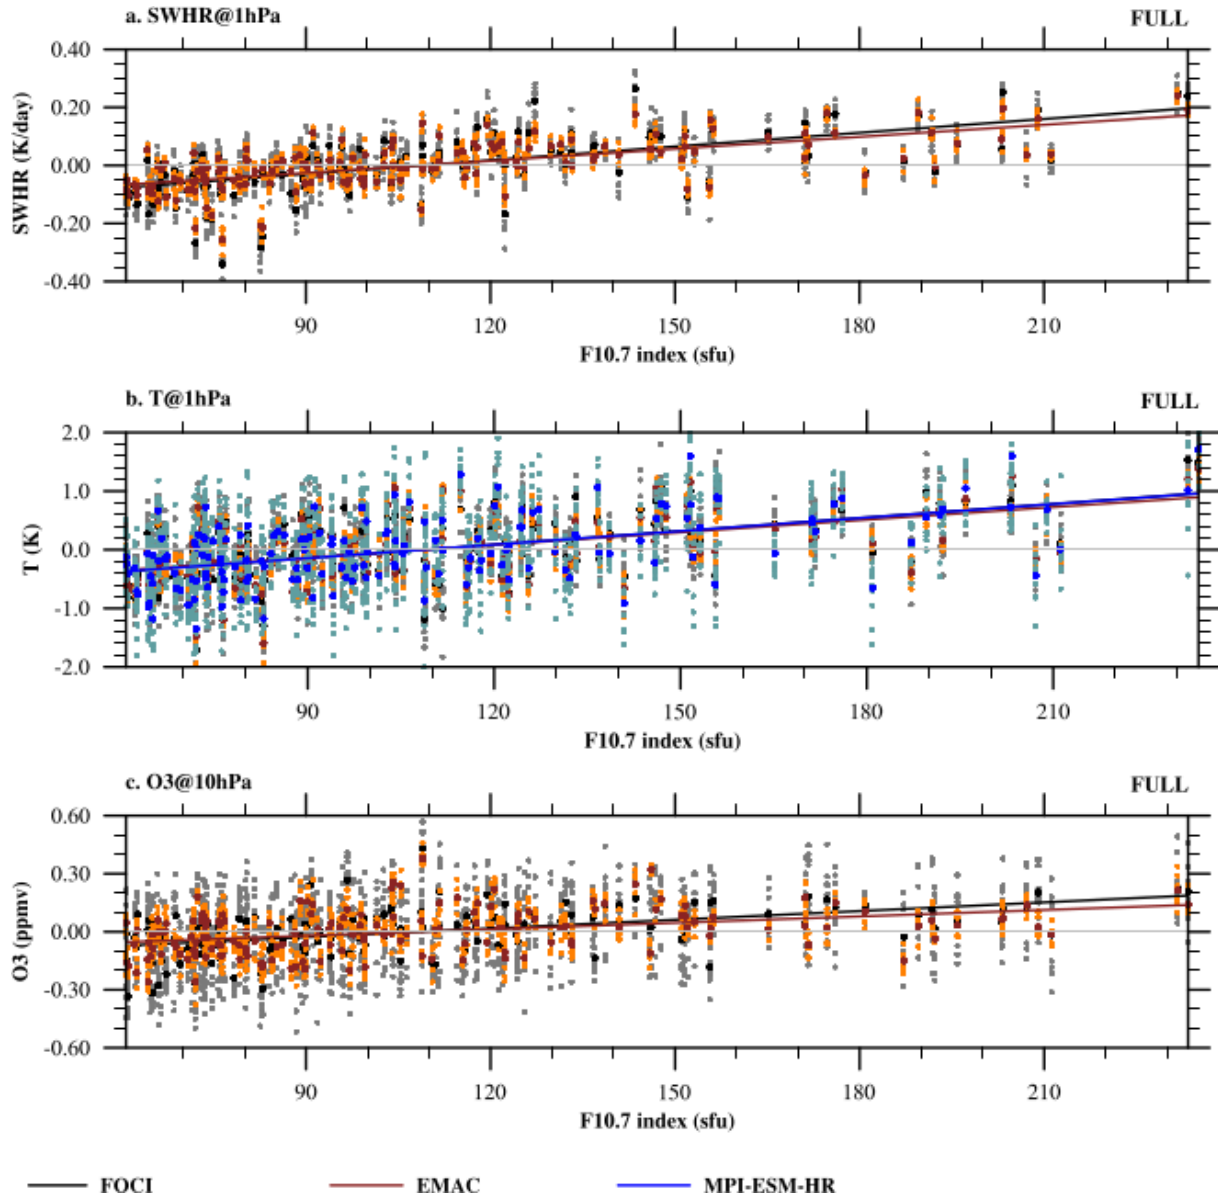 a. SWHR@1hPa FULL
0.40
0.20
0.00
-0.20
-0.40
SWHR (K/day)
90 120 150 180 210
F10.7 index (sfu)
b. T@1hPa FULL
2.0
1.0
0.0
-1.0
-2.0
T (K)
90 120 150 180 210
F10.7 index (sfu)
c. O3@10hPa FULL
0.60
0.30
0.00
-0.30
-0.60
O3 (ppmv)
90 120 150 180 210
F10.7 index (sfu)
FOCI EMAC MPI-ESM-HR